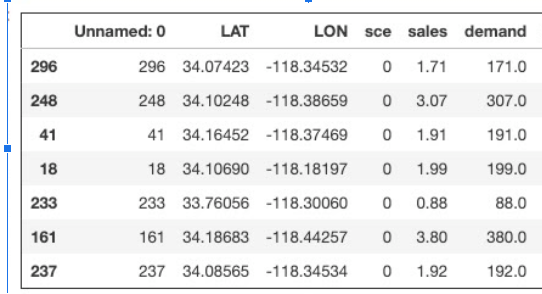 Unnamed: 0 LAT LON sce sales demand
296 296 34.07423 -118.34532 0 1.71 171.0
248 248 34.10248 -118.38659 0 3.07 307.0
41 41 34.16452 -118.37469 0 1.91 191.0
18 18 34.10690 -118.18197 0 1.99 199.0
233 233 33.76056 -118.30060 0 0.88 88.0
161 161 34.18683 -118.44257 0 3.80 380.0
237 237 34.08565 -118.34534 0 1.92 192.0